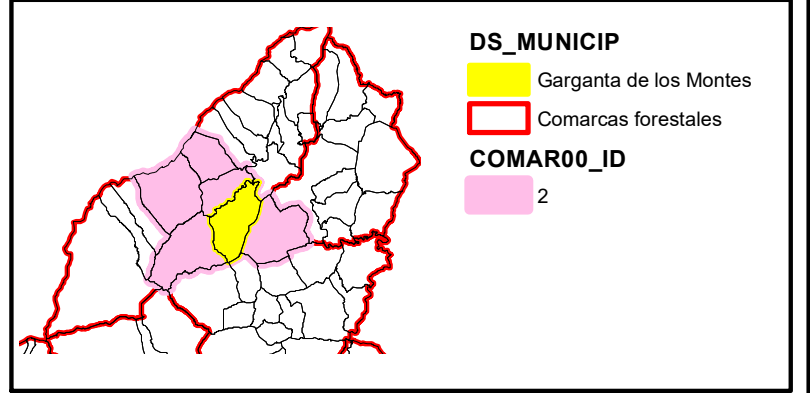 DS_MUNICIP
Garganta de los Montes
Comarcas forestales
COMAR00_ID
2